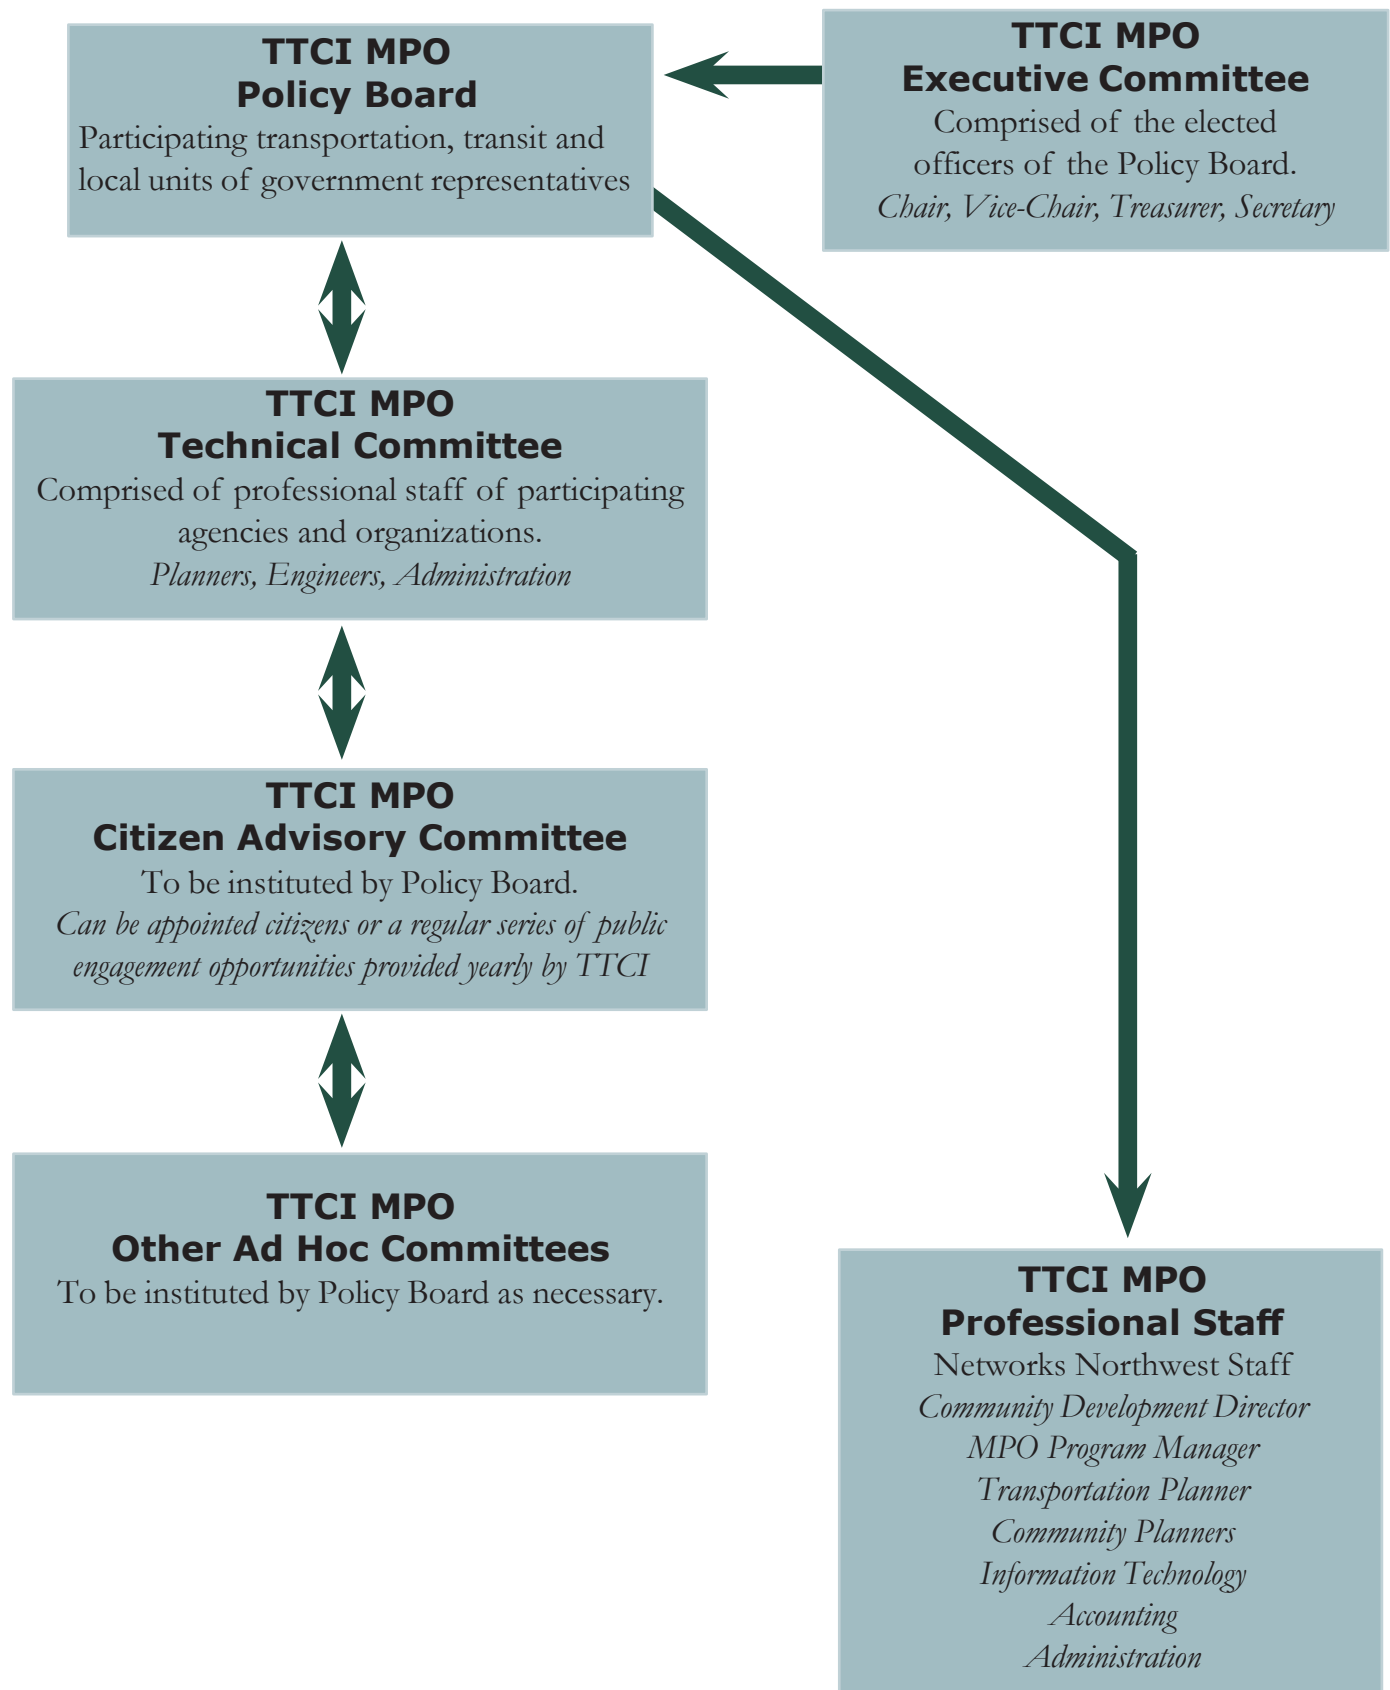 TTCI MPO
Policy Board
Participating transportation, transit and
local units of government representatives
TTCI MPO
Executive Committee
Comprised of the elected
officers of the Policy Board.
Chair, Vice-Chair, Treasurer, Secretary
TTCI MPO
Technical Committee
Comprised of professional staff of participating
agencies and organizations.
Planners, Engineers, Administration
TTCI MPO
Citizen Advisory Committee
To be instituted by Policy Board.
Can be appointed citizens or a regular series of public
engagement opportunities provided yearly by TTCI
TTCI MPO
Other Ad Hoc Committees
To be instituted by Policy Board as necessary.
TTCI MPO
Professional Staff
Networks Northwest Staff
Community Development Director
MPO Program Manager
Transportation Planner
Community Planners
Information Technology
Accounting
Administration